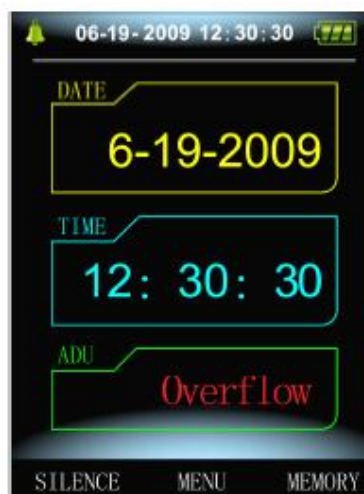 06-19-2009 12:30:30
DATE
6-19-2009
TIME
12: 30: 30
ADU
Overflow
SILENCE MENU MEMORY